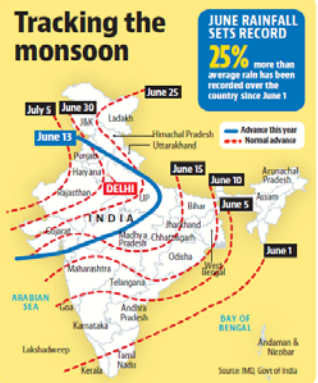 Tracking the
monsoon
JUNE RAINFALL
SETS RECORD
25% more than
average rain has been
recorded over the
country since June 1
Advance this year
Normal advance
June 25
July 5
June 30
J&K
Ladakh
June 13
Himachal Pradesh
Uttarakhand
Punjab
Haryana
DELHI
Rajasthan
UP
June 15
June 10
June 5
Arunachal
Pradesh
Assam
Bihar
INDIA
Gujarat
Madhya
Pradesh
Jharkhand
Chhattisgarh
West
Bengal
June 1
Odisha
Maharashtra
Telangana
ARABIAN
SEA
Goa
Andhra
Pradesh
Karnataka
BAY OF
BENGAL
Lakshadweep
Andaman &
Nicobar
Tamil
Nadu
Kerala
Source: IMD, Govt of India